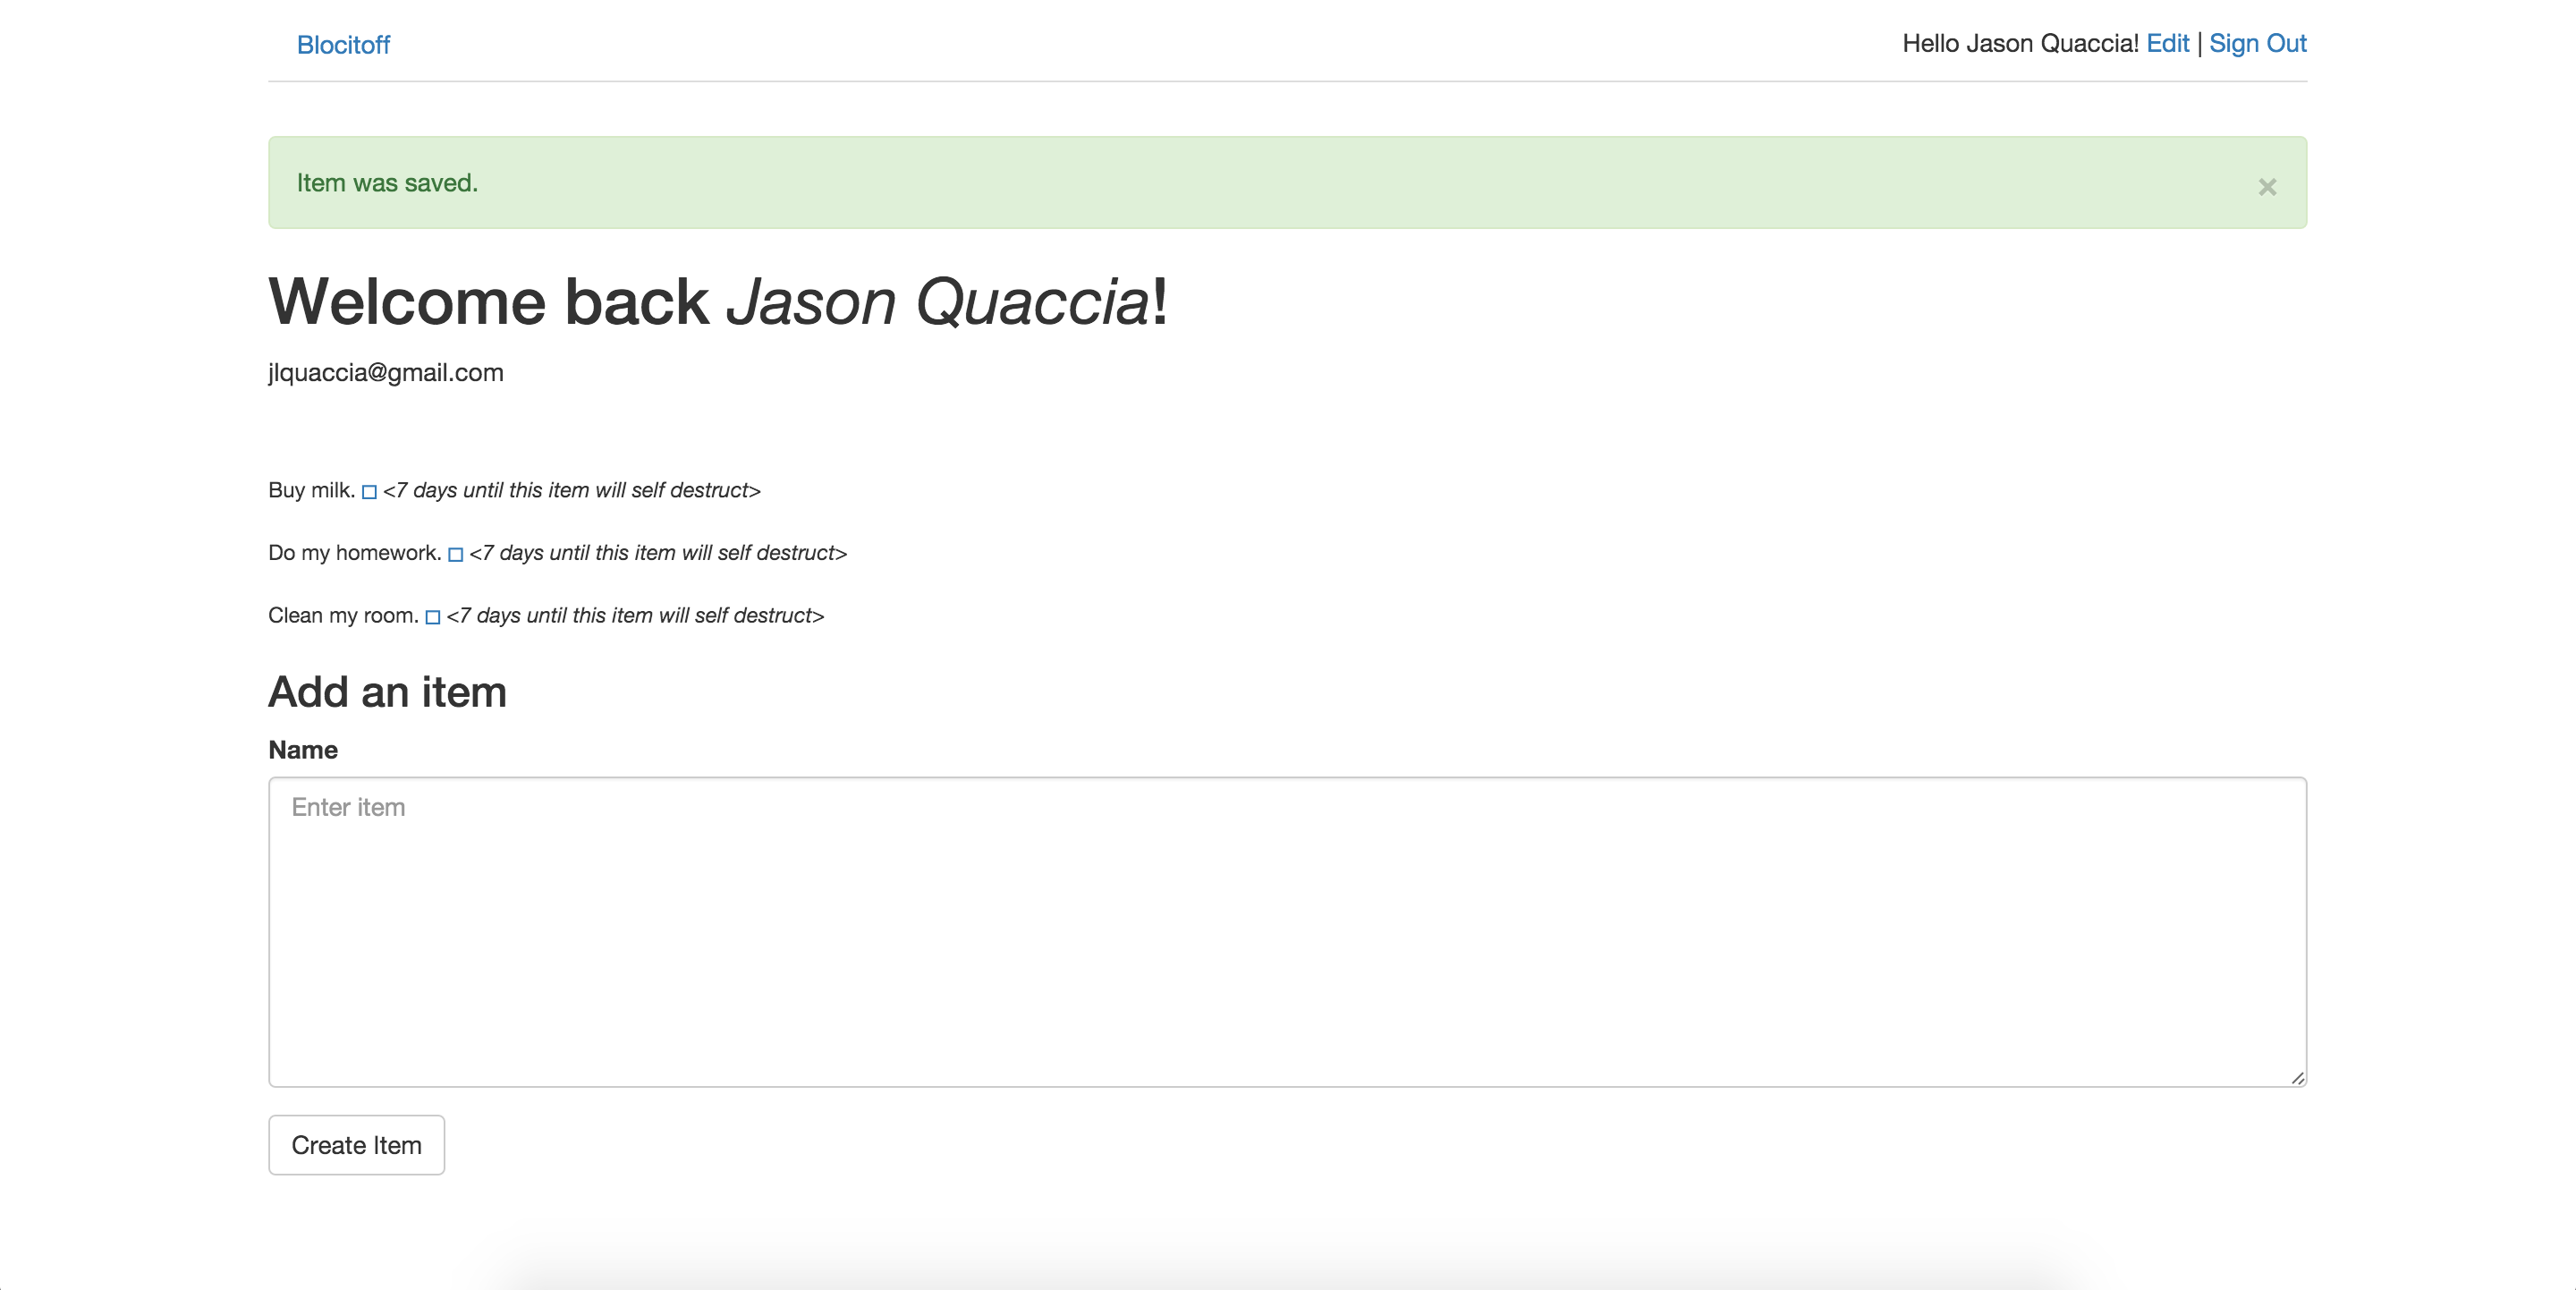 Blocitoff
Hello Jason Quaccia! Edit | Sign Out
Item was saved.
×
Welcome back Jason Quaccia!
jlquaccia@gmail.com
Buy milk. <7 days until this item will self destruct>
Do my homework. <7 days until this item will self destruct>
Clean my room. <7 days until this item will self destruct>
Add an item
Name
Enter item
Create Item